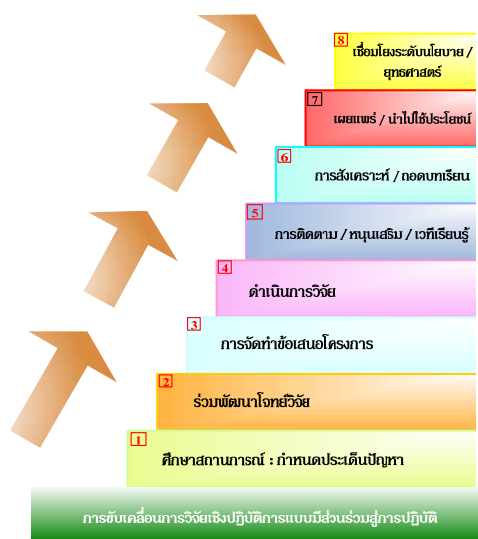 8
เชื่อมโยงระดับนโยบาย /
ยุทธศาสตร์
7
เผยแพร่ / นำไปใช้ประโยชน์
6
การสังเคราะห์ / ถอดบทเรียน
5
การติดตาม / หนุนเสริม / เวทีเรียนรู้
4
ดำเนินการวิจัย
3
การจัดทำข้อเสนอโครงการ
2
ร่วมพัฒนาโจทย์วิจัย
1
ศึกษาสถานการณ์ : กำหนดประเด็นปัญหา
การขับเคลื่อนการวิจัยเชิงปฏิบัติการแบบมีส่วนร่วมสู่การปฏิบัติ